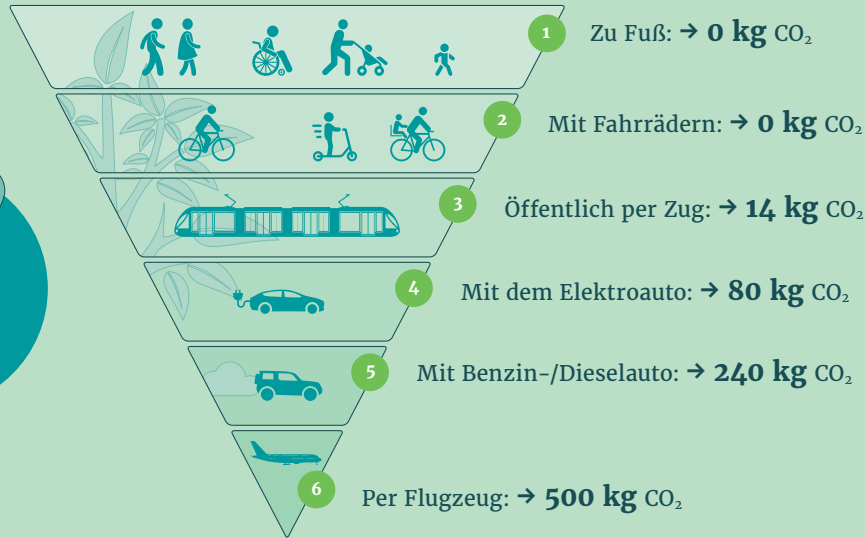 1 Zu Fuß: → 0 kg CO₂
2 Mit Fahrrädern: → 0 kg CO₂
3 Öffentlich per Zug: → 14 kg CO₂
4 Mit dem Elektroauto: → 80 kg CO₂
5 Mit Benzin-/Dieselauto: → 240 kg CO₂
6 Per Flugzeug: → 500 kg CO₂